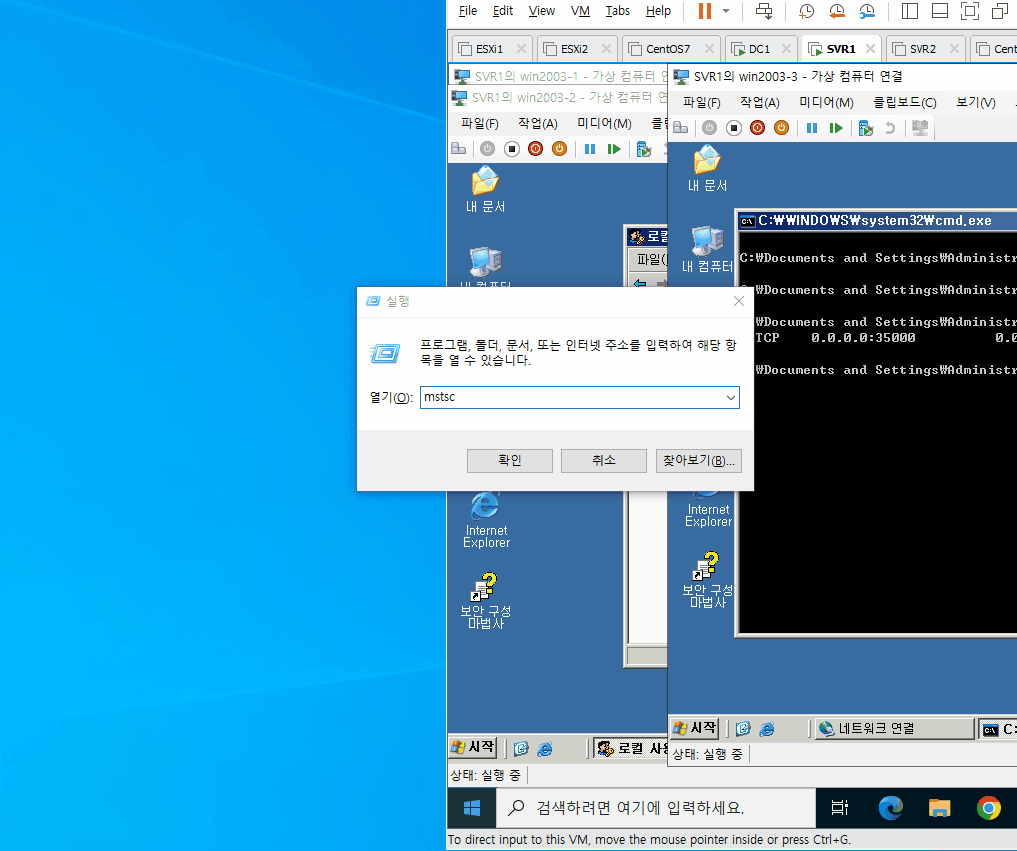 File Edit View VM Tabs Help
ESXi1 ESXi2 CentOS7 DC1 SVR1 SVR2 Cent
SVR1의 win2003-1 - 가상 컴퓨터 연
SVR1의 win2003-2 - 가상 컴퓨터 연
파일(F) 작업(A) 미디어(M) 클
SVR1의 win2003-3 - 가상 컴퓨터 연결
파일(F) 작업(A) 미디어(M) 클립보드(C) 보기(V)
내 문서
내 컴퓨터
로컬
파일(
Internet
Explorer
보안 구성
마법사
내 문서
내 컴퓨터
Internet
Explorer
보안 구성
마법사
C:\WINDOWS\system32\cmd.exe
C:\Documents and Settings\Administr
:\Documents and Settings\Administr
\Documents and Settings\Administr
TCP 0.0.0.0:35000 0.0
\Documents and Settings\Administr
실행
프로그램, 폴더, 문서, 또는 인터넷 주소를 입력하여 해당 항
목을 열 수 있습니다.
열기(O): mstsc
확인 취소 찾아보기(B)...
시작 네트워크 연결 C:
상태: 실행 중
시작 로컬 사용
상태: 실행 중
검색하려면 여기에 입력하세요.
To direct input to this VM, move the mouse pointer inside or press Ctrl+G.